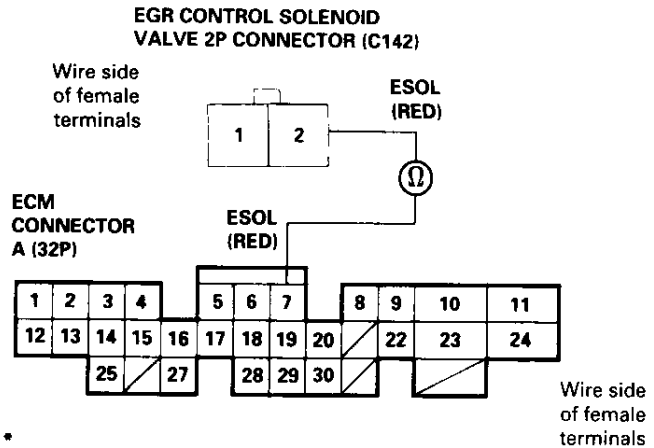 EGR CONTROL SOLENOID
VALVE 2P CONNECTOR (C142)
Wire side
of female
terminals
ESOL
(RED)
1 2
Ω
ECM
CONNECTOR
A (32P)
ESOL
(RED)
1 2 3 4 5 6 7 8 9 10 11
12 13 14 15 16 17 18 19 20 22 23 24
25 27 28 29 30
Wire side
of female
terminals